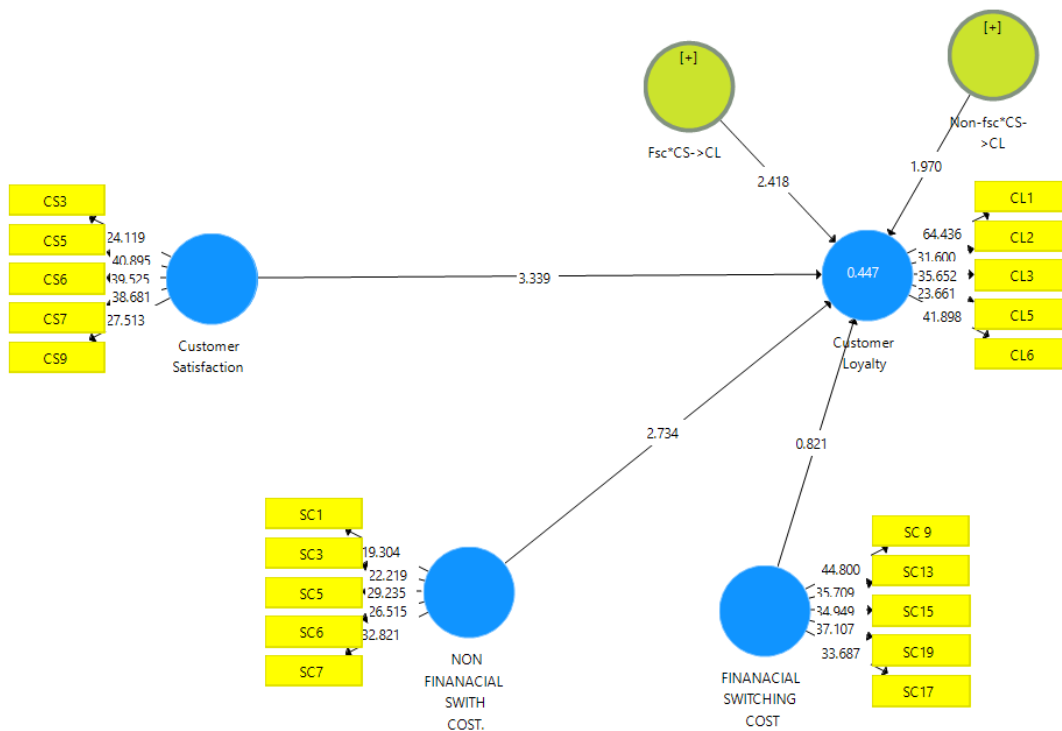 [+]
[+]
Fsc*CS->CL
Non-fsc*CS-
>CL
2.418
1.970
CS3
CS5
CS6
CS7
CS9
24.119
40.895
39.525
38.681
27.513
Customer
Satisfaction
3.339
0.447
Customer
Loyalty
64.436
31.600
35.652
23.661
41.898
CL1
CL2
CL3
CL5
CL6
2.734
0.821
SC1
SC3
SC5
SC6
SC7
19.304
22.219
29.235
26.515
32.821
NON
FINANACIAL
SWITH
COST.
FINANACIAL
SWITCHING
COST
44.800
35.709
34.949
37.107
33.687
SC 9
SC13
SC15
SC19
SC17